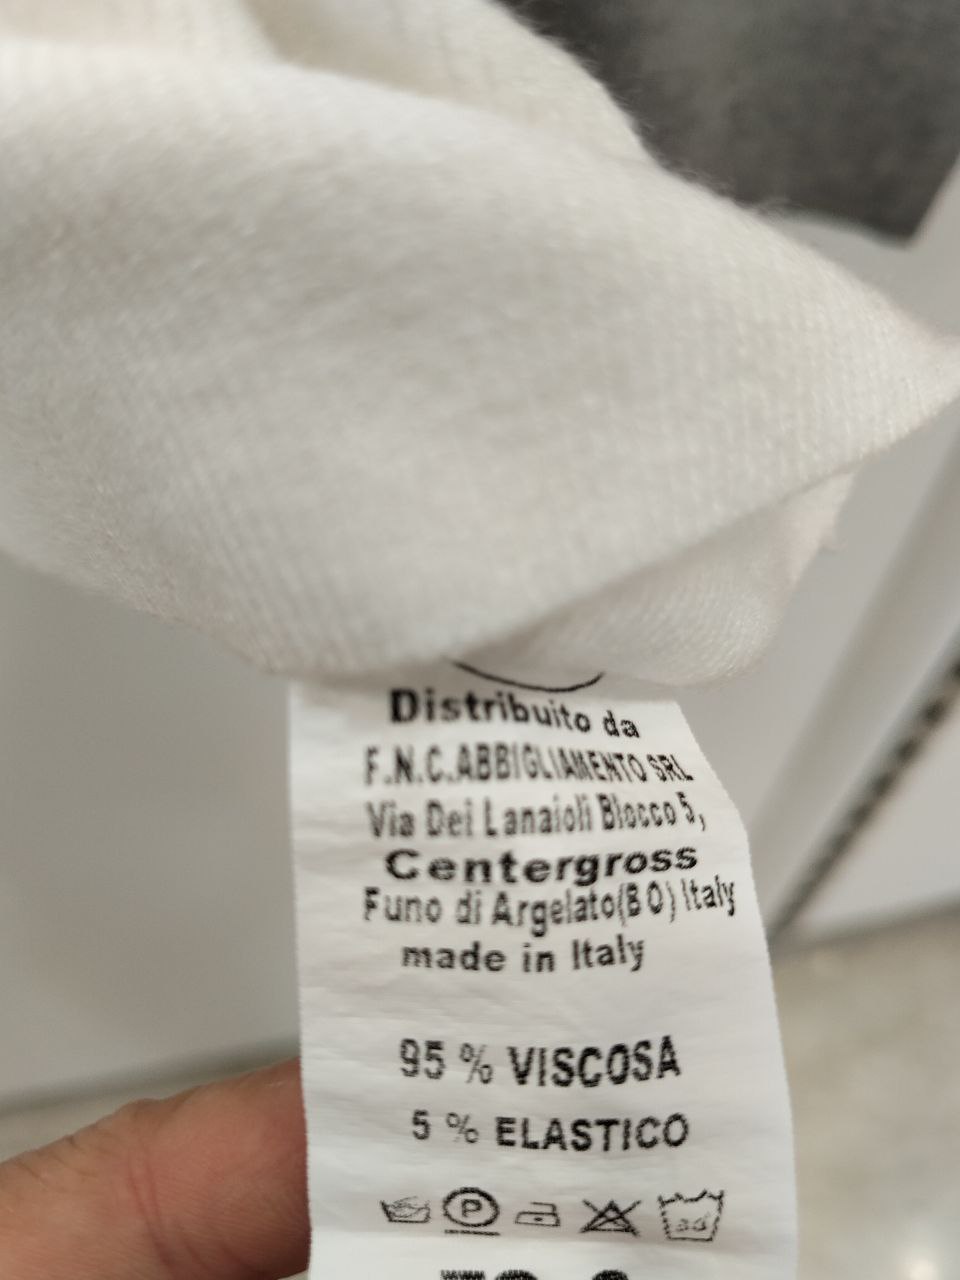 Distribuito da
F.N.C.ABBIGLIAMENTO SRL
Via Dei Lanaioli Blocco 5,
Centergross
Funo di Argelato(BO) Italy
made in Italy
95 % VISCOSA
5 % ELASTICO
P